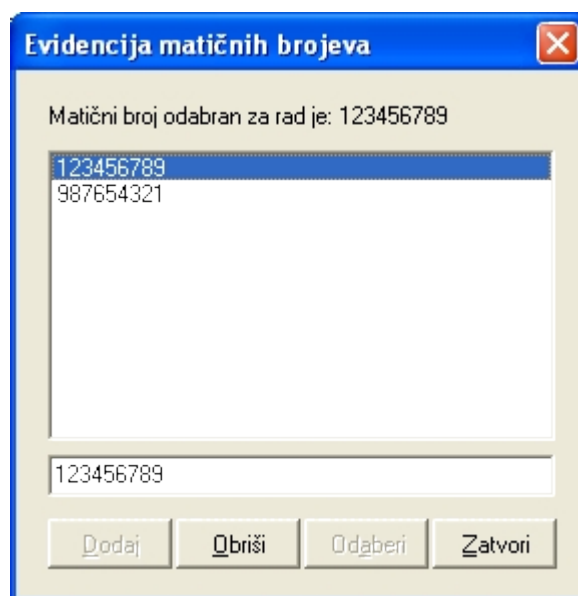 Evidencija matičnih brojeva
Matični broj odabran za rad je: 123456789
123456789
987654321
123456789
Dodaj Obriši Odaberi Zatvori